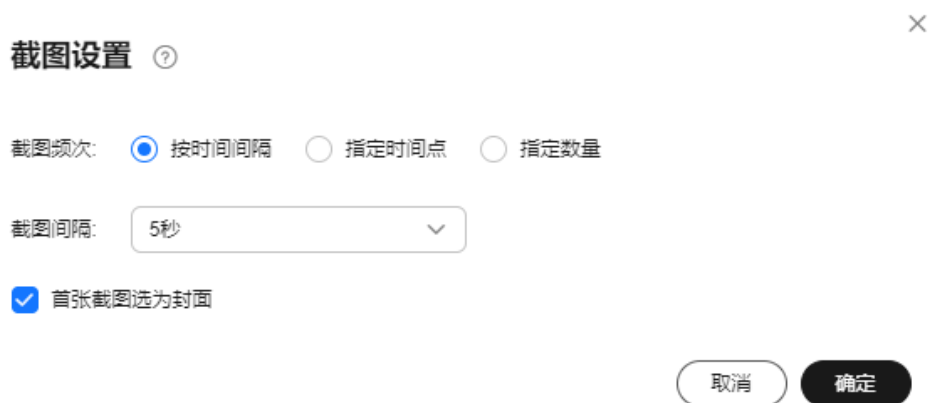 截图设置 ?
截图频次: 按时间间隔 指定时间点 指定数量
截图间隔: 5秒
首张截图选为封面
取消 确定